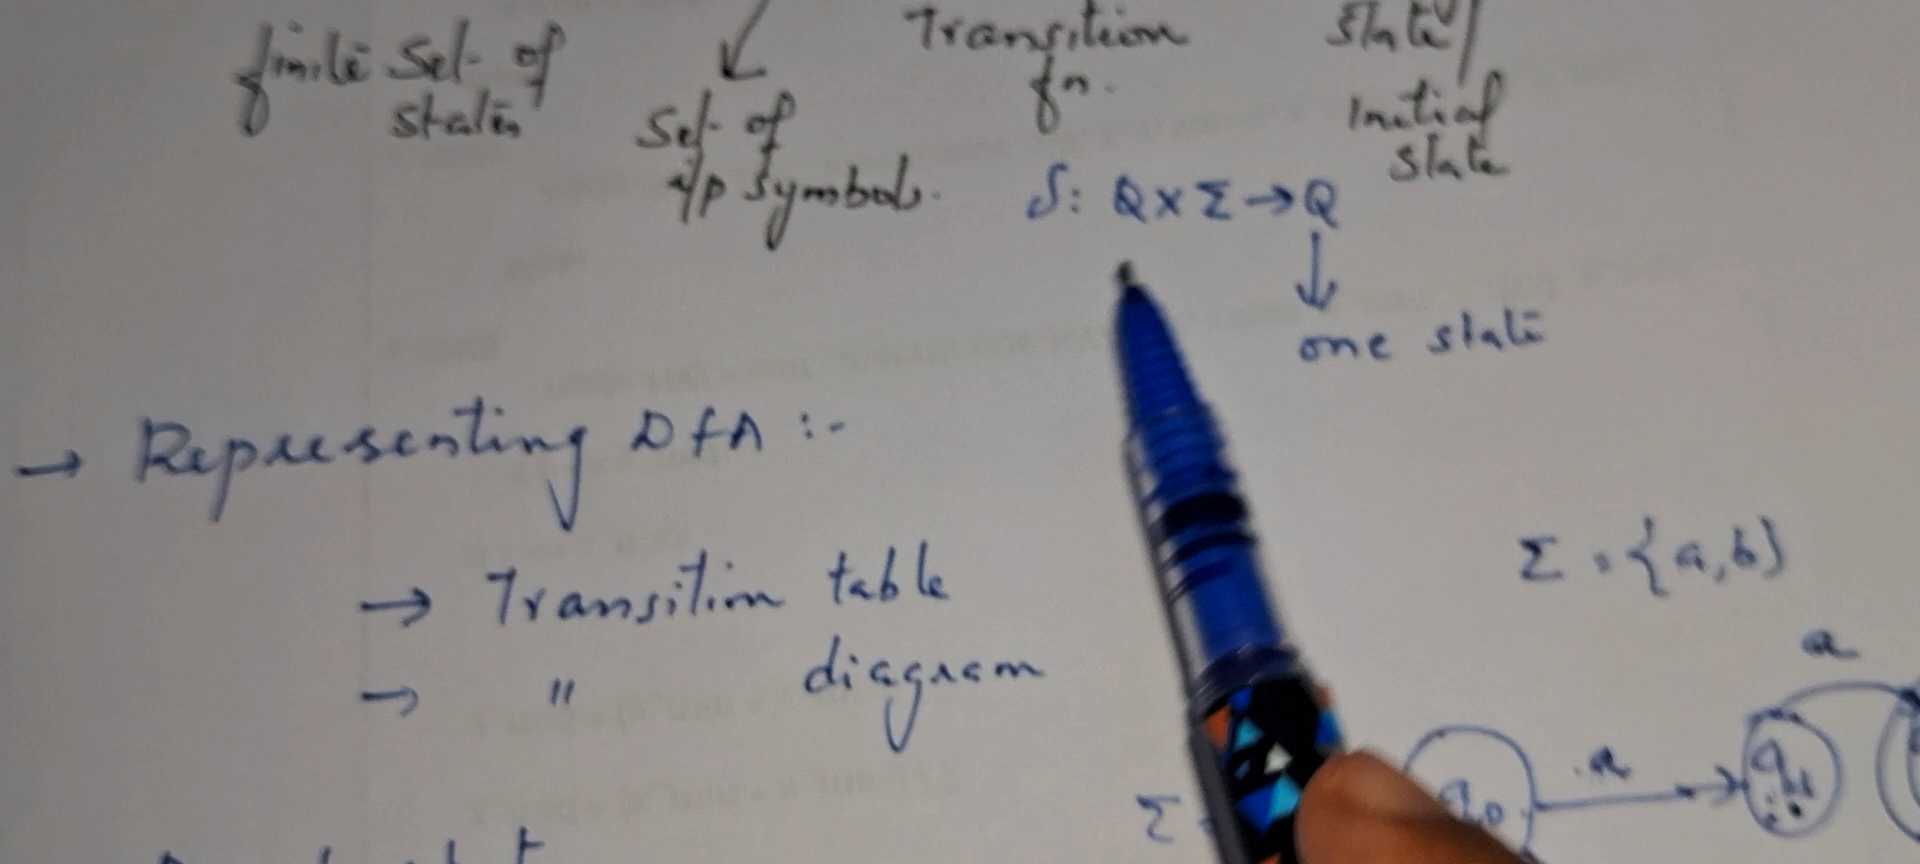 finite set of
states
Set of
i/p symbols.
Transition
fn.
state/
Initial
state
δ: Q x Σ → Q
↓
one state
→ Representing DFA :-
→ Transition table
→ " diagram
Σ = {a,b}
a
a
q0
Σ